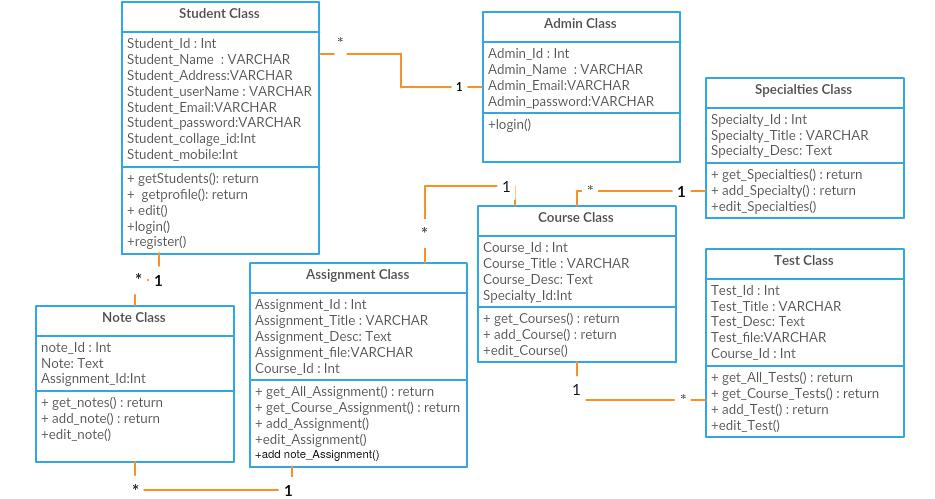 Student Class
Student_Id : Int
Student_Name : VARCHAR
Student_Address:VARCHAR
Student_userName : VARCHAR
Student_Email:VARCHAR
Student_password:VARCHAR
Student_collage_id:Int
Student_mobile:Int
+ getStudents(): return
+ getprofile(): return
+ edit()
+login()
+register()
*
1
Admin Class
Admin_Id : Int
Admin_Name : VARCHAR
Admin_Email:VARCHAR
Admin_password:VARCHAR
+login()
Specialties Class
Specialty_Id : Int
Specialty_Title : VARCHAR
Specialty_Desc: Text
+ get_Specialties() : return
+ add_Specialty() : return
+edit_Specialties()
1
*
* 1
*
Course Class
Course_Id : Int
Course_Title : VARCHAR
Course_Desc: Text
Specialty_Id:Int
+ get_Courses() : return
+ add_Course() : return
+edit_Course()
1
*
Test Class
Test_Id : Int
Test_Title : VARCHAR
Test_Desc: Text
Test_file:VARCHAR
Course_Id : Int
+ get_All_Tests() : return
+ get_Course_Tests() : return
+ add_Test() : return
+edit_Test()
Assignment Class
Assignment_Id : Int
Assignment_Title : VARCHAR
Assignment_Desc: Text
Assignment_file:VARCHAR
Course_Id : Int
+ get_All_Assignment() : return
+ get_Course_Assignment() : return
+ add_Assignment()
+edit_Assignment()
+add note_Assignment()
* 1
Note Class
note_Id : Int
Note: Text
Assignment_Id:Int
+ get_notes() : return
+ add_note() : return
+edit_note()
* 1